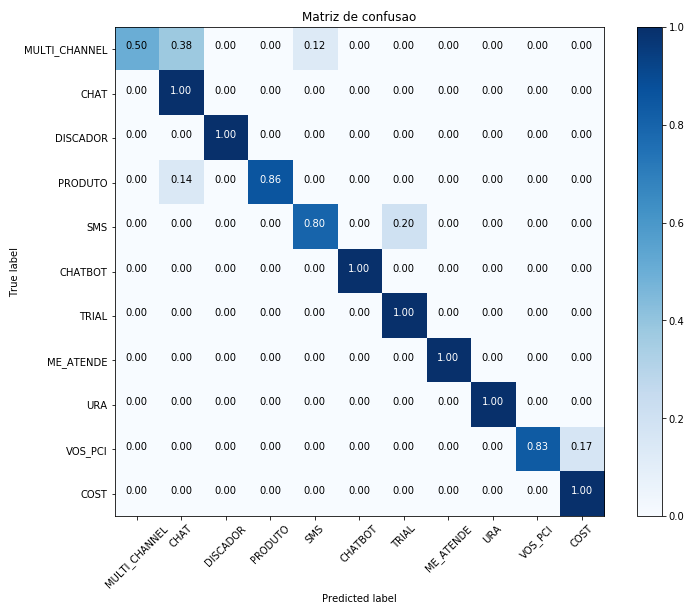 Matriz de confusao
True label
MULTI_CHANNEL 0.50 0.38 0.00 0.00 0.12 0.00 0.00 0.00 0.00 0.00 0.00
CHAT 0.00 1.00 0.00 0.00 0.00 0.00 0.00 0.00 0.00 0.00 0.00
DISCADOR 0.00 0.00 1.00 0.00 0.00 0.00 0.00 0.00 0.00 0.00 0.00
PRODUTO 0.00 0.14 0.00 0.86 0.00 0.00 0.00 0.00 0.00 0.00 0.00
SMS 0.00 0.00 0.00 0.00 0.80 0.00 0.20 0.00 0.00 0.00 0.00
CHATBOT 0.00 0.00 0.00 0.00 0.00 1.00 0.00 0.00 0.00 0.00 0.00
TRIAL 0.00 0.00 0.00 0.00 0.00 0.00 1.00 0.00 0.00 0.00 0.00
ME_ATENDE 0.00 0.00 0.00 0.00 0.00 0.00 0.00 1.00 0.00 0.00 0.00
URA 0.00 0.00 0.00 0.00 0.00 0.00 0.00 0.00 1.00 0.00 0.00
VOS_PCI 0.00 0.00 0.00 0.00 0.00 0.00 0.00 0.00 0.00 0.83 0.17
COST 0.00 0.00 0.00 0.00 0.00 0.00 0.00 0.00 0.00 0.00 1.00
MULTI_CHANNEL CHAT DISCADOR PRODUTO SMS CHATBOT TRIAL ME_ATENDE URA VOS_PCI COST
Predicted label
1.0
0.8
0.6
0.4
0.2
0.0